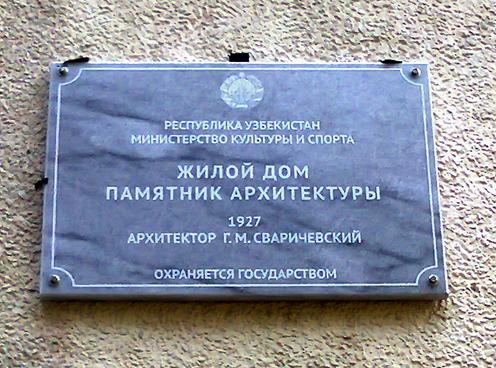 РЕСПУБЛИКА УЗБЕКИСТАН
МИНИСТЕРСТВО КУЛЬТУРЫ И СПОРТА
ЖИЛОЙ ДОМ
ПАМЯТНИК АРХИТЕКТУРЫ
1927
АРХИТЕКТОР Г. М. СВАРИЧЕВСКИЙ
ОХРАНЯЕТСЯ ГОСУДАРСТВОМ